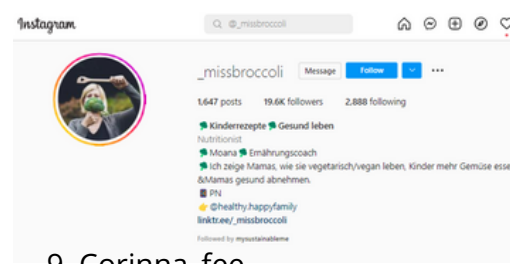 Instagram
@_missbroccoli
_missbroccoli Message Follow
1.647 posts 19.6K followers 2,888 following
🥦Kinderrezepte🥦Gesund leben
Nutritionist
🥦Moana🥦Ernährungscoach
🥦Ich zeige Mamas, wie sie vegetarisch/vegan leben, Kinder mehr Gemüse esse
&Mamas gesund abnehmen.
PN
👉@healthy.happyfamily
linktr.ee/_missbroccoli
Followed by mysustainableme
9. Corinna_fee